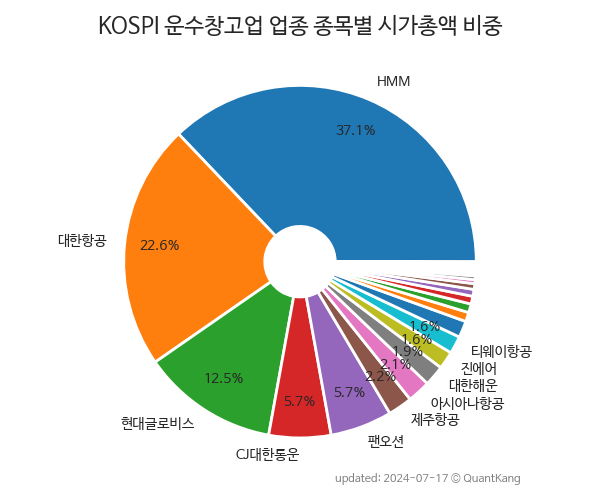 KOSPI 운수창고업 업종 종목별 시가총액 비중
HMM
37.1%
대한항공
22.6%
현대글로비스
12.5%
CJ대한통운
5.7%
팬오션
5.7%
제주항공
2.2%
아시아나항공
2.1%
대한해운
1.9%
진에어
1.6%
티웨이항공
1.6%
updated: 2024-07-17 © QuantKang